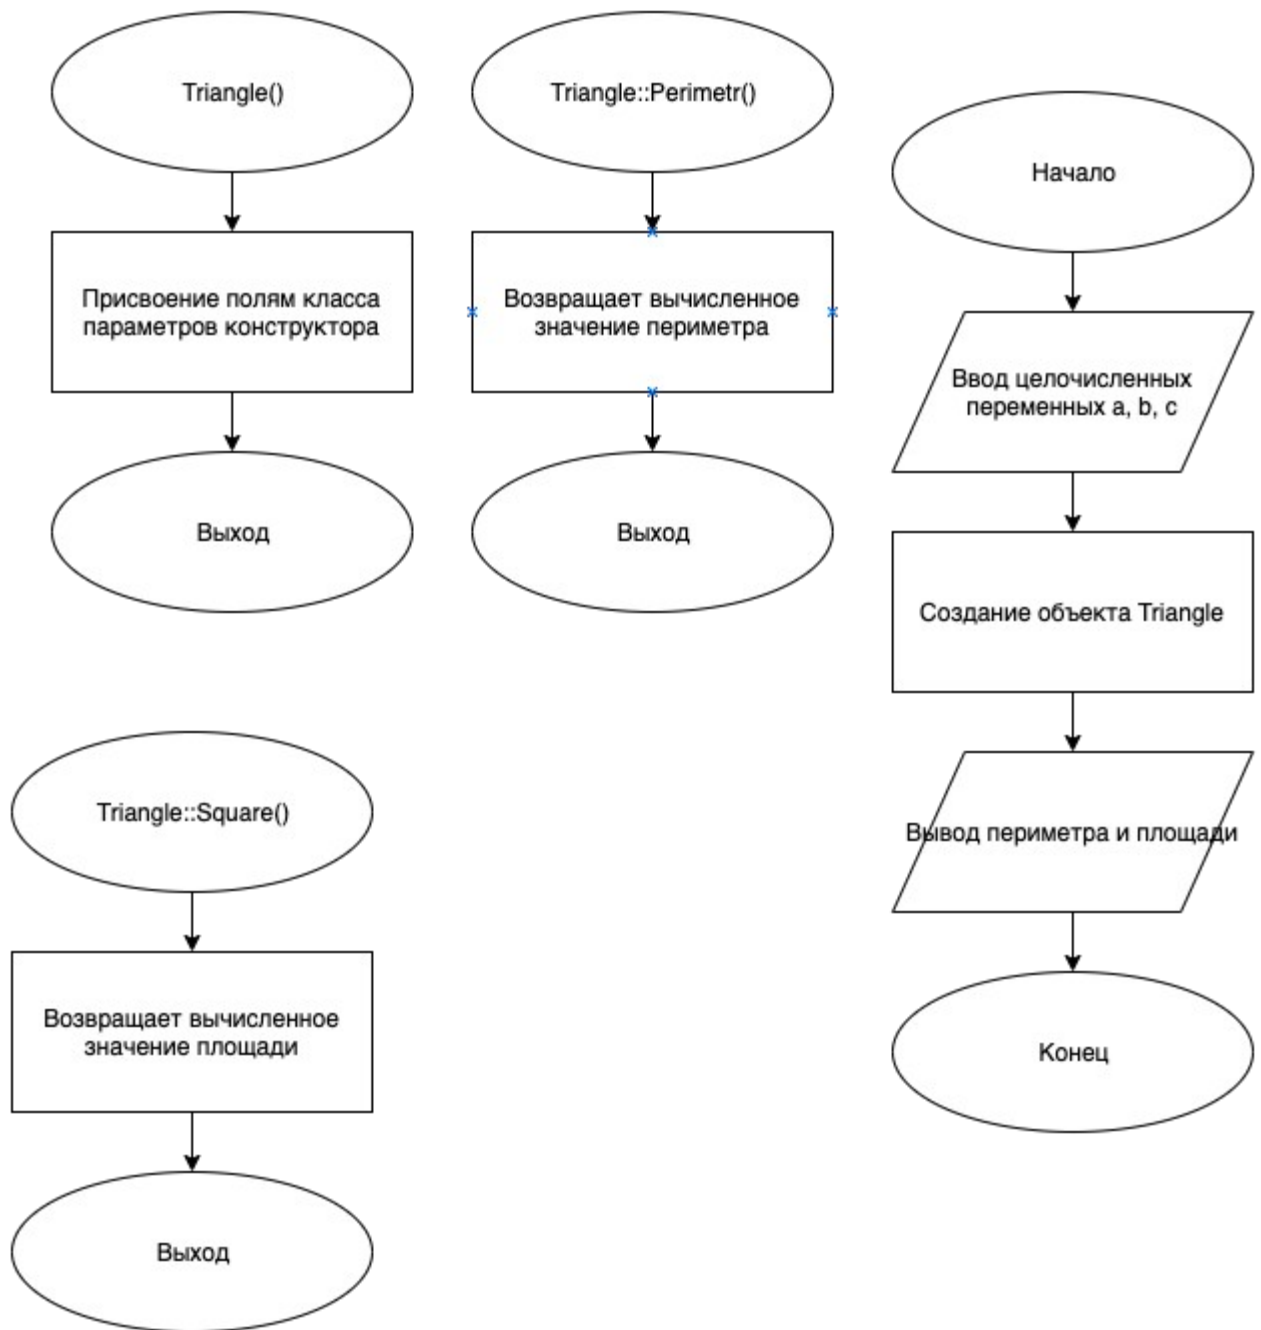 Triangle()
Присвоение полям класса
параметров конструктора
Выход
Triangle::Perimetr()
Возвращает вычисленное
значение периметра
Выход
Начало
Ввод целочисленных
переменных a, b, c
Создание объекта Triangle
Вывод периметра и площади
Конец
Triangle::Square()
Возвращает вычисленное
значение площади
Выход